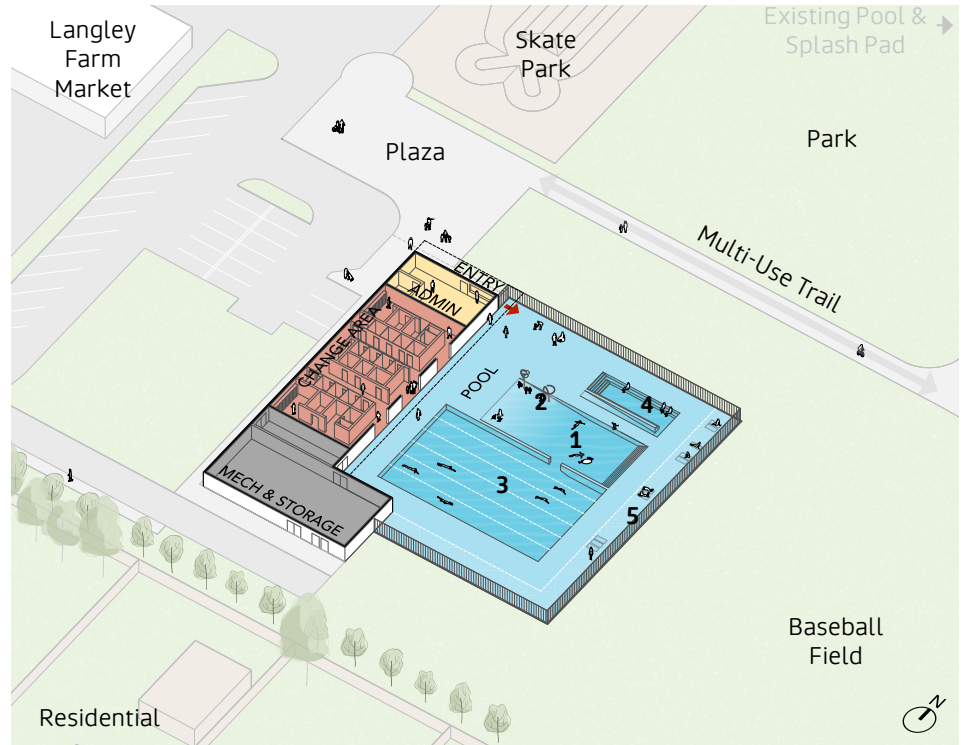 Langley
Farm
Market
Skate
Park
Existing Pool &
Splash Pad
Park
Plaza
Multi-Use Trail
ENTRY
ADMIN
CHANGE AREA
POOL
2
4
1
3
5
MECH & STORAGE
Baseball
Field
Residential
N